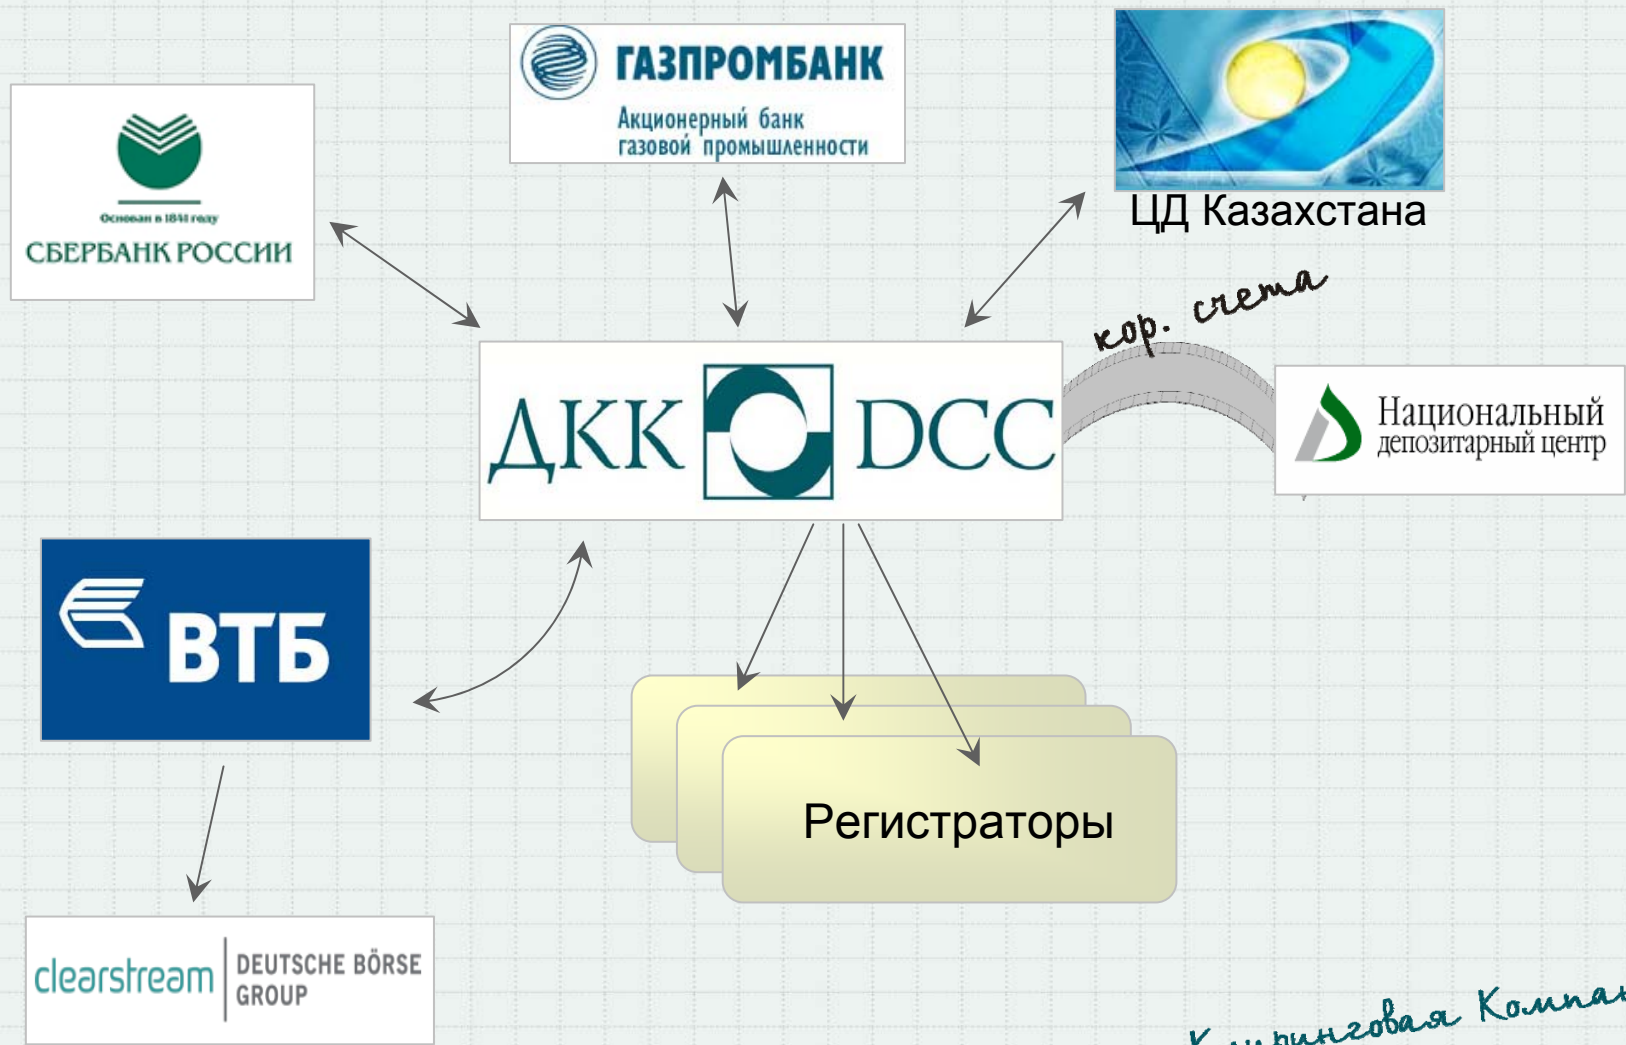 ГАЗПРОМБАНК
Акционерный банк
газовой промышленности
Основан в 1841 году
СБЕРБАНК РОССИИ
ЦД Казахстана
кор. счета
ДКК DCC
Национальный
депозитарный центр
ВТБ
Регистраторы
clearstream DEUTSCHE BÖRSE
GROUP